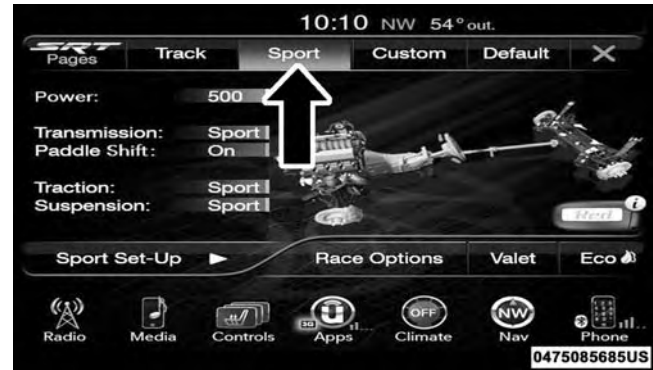 10:10 NW 54° out.
SRT Pages Track Sport Custom Default X
Power: 500
Transmission: Sport
Paddle Shift: On
Traction: Sport
Suspension: Sport
i
Red
Sport Set-Up Race Options Valet Eco
3G OFF NW
Radio Media Controls Apps Climate Nav Phone
0475085685US